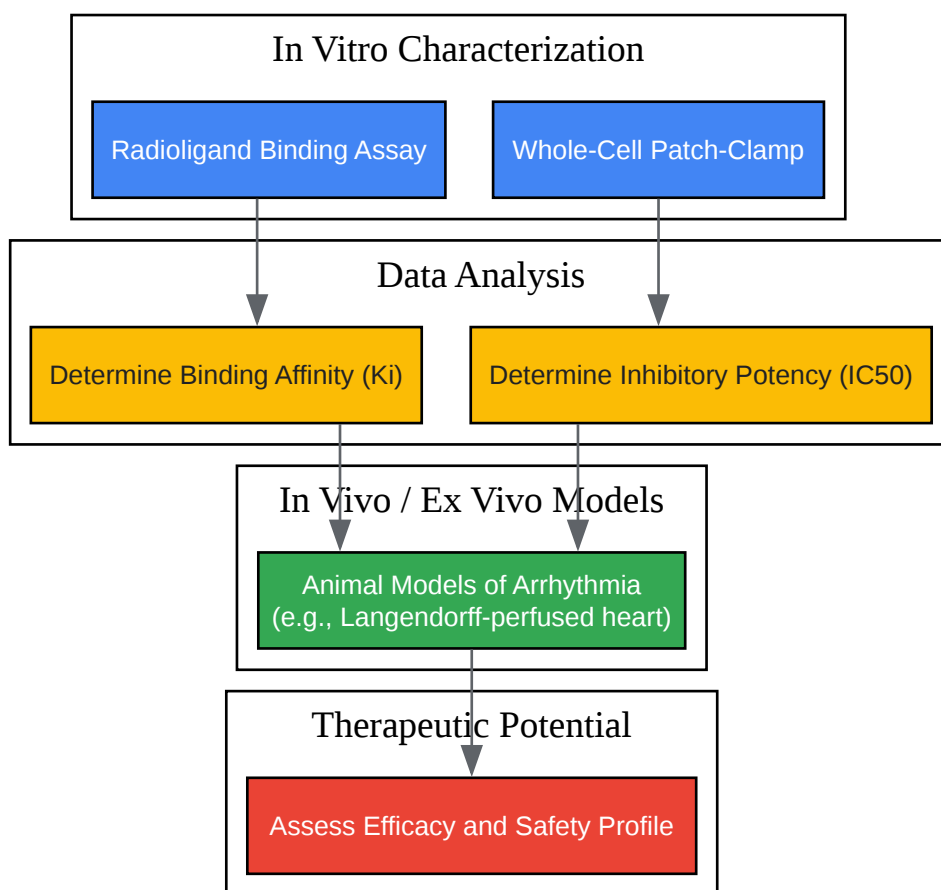 In Vitro Characterization
Radioligand Binding Assay
Whole-Cell Patch-Clamp
Data Analysis
Determine Binding Affinity (Ki)
Determine Inhibitory Potency (IC50)
In Vivo / Ex Vivo Models
Animal Models of Arrhythmia
(e.g., Langendorff-perfused heart)
Therapeutic Potential
Assess Efficacy and Safety Profile